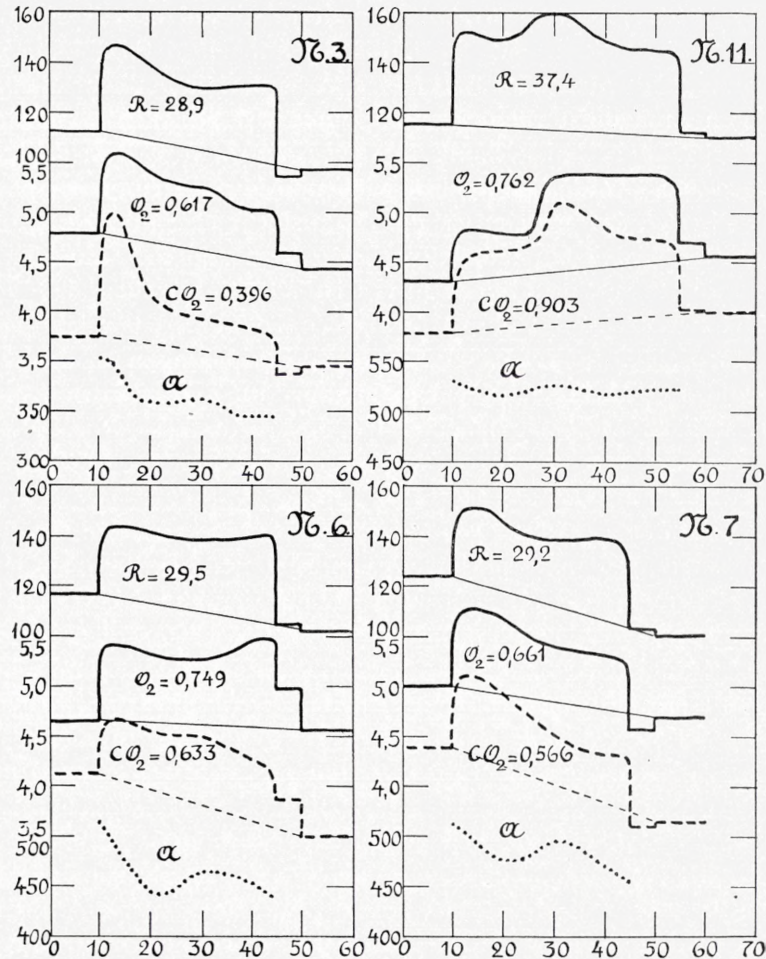 160
140
120
100
5,5
5,0
4,5
4,0
3,5
350
300
0 10 20 30 40 50 60
N.3.
R = 28,9
O2 = 0,617
CO2 = 0,396
α
160
140
120
5,5
5,0
4,5
4,0
550
500
450
0 10 20 30 40 50 60 70
N.11.
R = 37,4
O2 = 0,762
CO2 = 0,903
α
160
140
120
100
5,5
5,0
4,5
4,0
3,5
500
450
400
0 10 20 30 40 50 60
N.6.
R = 29,5
O2 = 0,749
CO2 = 0,633
α
160
140
120
100
5,5
5,0
4,5
4,0
500
450
400
0 10 20 30 40 50 60 70
N.7
R = 29,2
O2 = 0,661
CO2 = 0,566
α